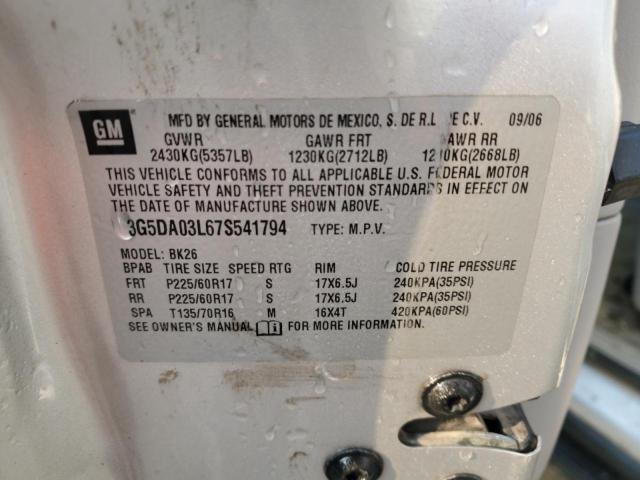 GM
MFD BY GENERAL MOTORS DE MEXICO, S. DE R.L. DE C.V. 09/06
GVWR GAWR FRT GAWR RR
2430KG(5357LB) 1230KG(2712LB) 1210KG(2668LB)
THIS VEHICLE CONFORMS TO ALL APPLICABLE U.S. FEDERAL MOTOR
VEHICLE SAFETY AND THEFT PREVENTION STANDARDS IN EFFECT ON
THE DATE OF MANUFACTURE SHOWN ABOVE.
3G5DA03L67S541794 TYPE: M.P.V.
MODEL: BK26
BPAB TIRE SIZE SPEED RTG RIM COLD TIRE PRESSURE
FRT P225/60R17 S 17X6.5J 240KPA(35PSI)
RR P225/60R17 S 17X6.5J 240KPA(35PSI)
SPA T135/70R16 M 16X4T 420KPA(60PSI)
SEE OWNER'S MANUAL FOR MORE INFORMATION.